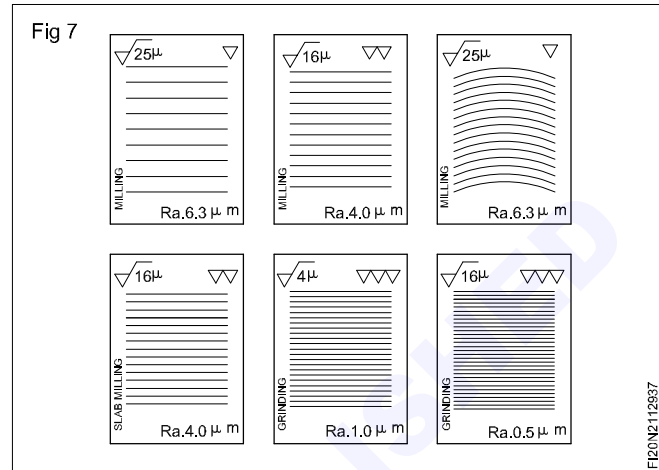 Fig 7
25µ
MILLING
Ra.6.3 µ m
16µ
MILLING
Ra.4.0 µ m
25µ
MILLING
Ra.6.3 µ m
16µ
SLAB MILLING
Ra.4.0 µ m
4µ
GRINDING
Ra.1.0 µ m
16µ
GRINDING
Ra.0.5 µ m
FI20N2112937
ISHED